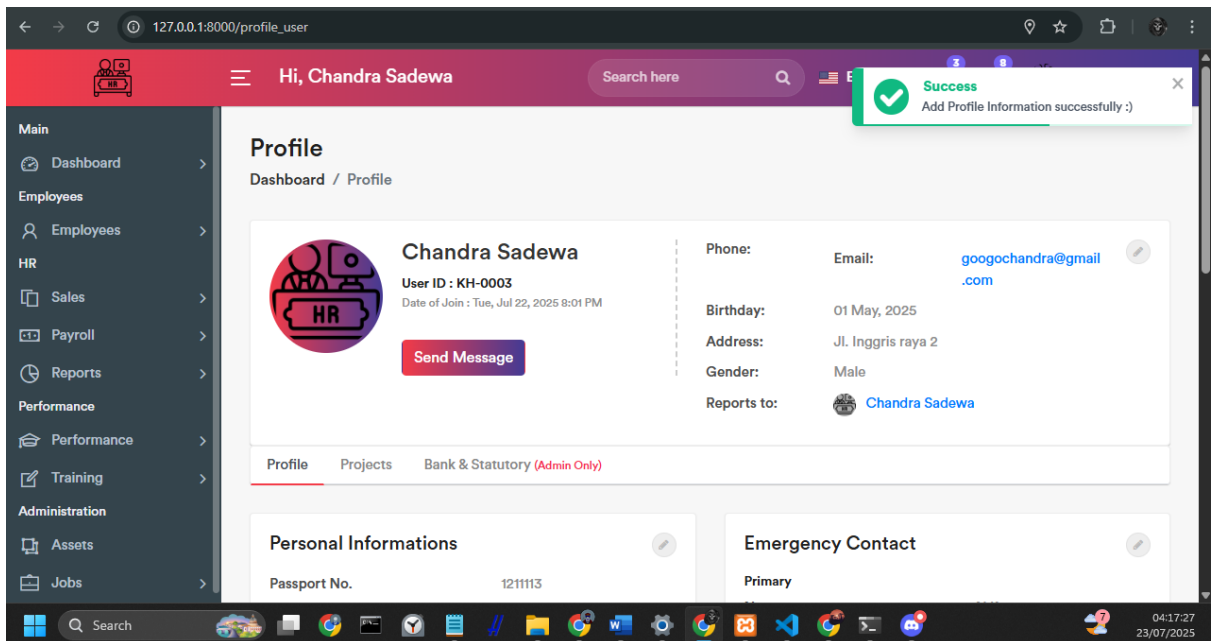 127.0.0.1:8000/profile_user
HR
Hi, Chandra Sadewa
Search here
E
3
8
Success
Add Profile Information successfully :)
Main
Dashboard
Employees
Employees
HR
Sales
Payroll
Reports
Performance
Performance
Training
Administration
Assets
Jobs
Profile
Dashboard / Profile
HR
Chandra Sadewa
User ID : KH-0003
Date of Join : Tue, Jul 22, 2025 8:01 PM
Send Message
Phone:
Email: googochandra@gmail
.com
Birthday: 01 May, 2025
Address: Jl. Inggris raya 2
Gender: Male
Reports to: Chandra Sadewa
Profile Projects Bank & Statutory (Admin Only)
Personal Informations
Passport No. 1211113
Emergency Contact
Primary
Search
7
04:17:27
23/07/2025